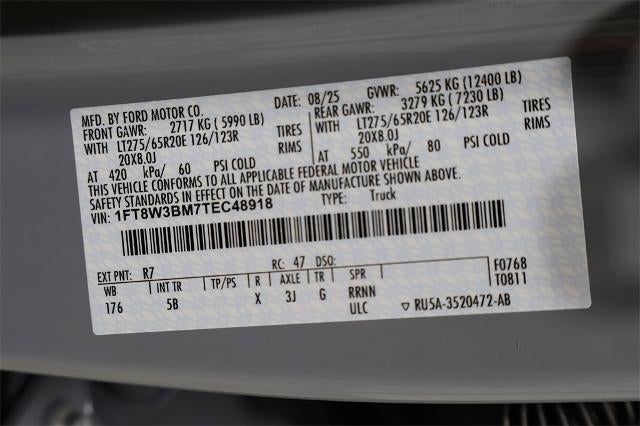 MFD. BY FORD MOTOR CO. DATE: 08/25 GVWR: 5625 KG (12400 LB)
FRONT GAWR: 2717 KG (5990 LB) REAR GAWR: 3279 KG (7230 LB)
WITH LT275/65R20E 126/123R TIRES WITH LT275/65R20E 126/123R TIRES
20X8.0J RIMS 20X8.0J RIMS
AT 420 kPa/ 60 PSI COLD AT 550 kPa/ 80 PSI COLD
THIS VEHICLE CONFORMS TO ALL APPLICABLE FEDERAL MOTOR VEHICLE
SAFETY STANDARDS IN EFFECT ON THE DATE OF MANUFACTURE SHOWN ABOVE.
VIN: 1FT8W3BM7TEC48918 TYPE: Truck
EXT PNT: R7 RC: 47 DSO: F0768
WB INT TR TP/PS R AXLE TR SPR T0811
176 5B X 3J G RRNN
ULC ▽ RU5A-3520472-AB